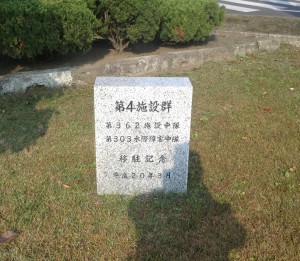 第4施設群
第362施設中隊
第303水際障害中隊
移駐記念
平成20年3月